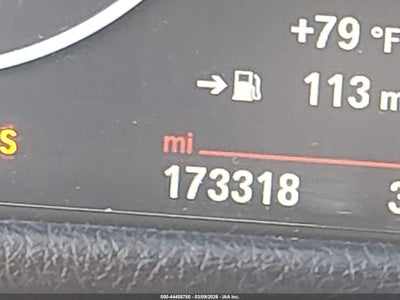 +79 °F
113 m
S
mi
173318 3
000-44458760 - 03/09/2026 - IAA Inc.